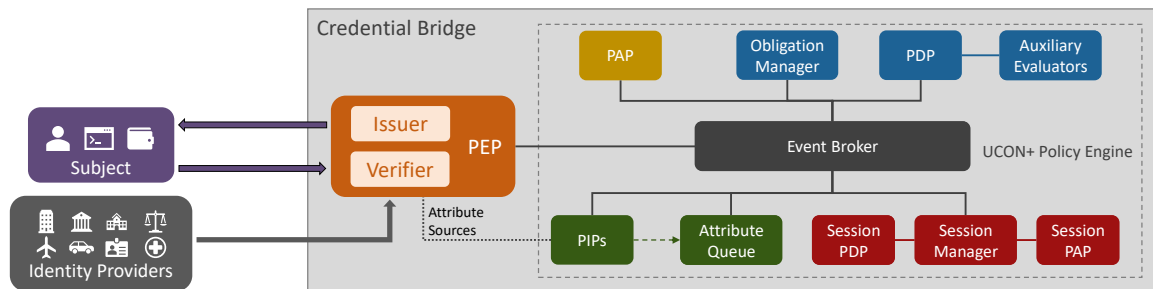 Credential Bridge
PAP
Obligation
Manager
PDP
Auxiliary
Evaluators
Issuer
Verifier
PEP
Subject
Event Broker
UCON+ Policy Engine
Attribute
Sources
PIPs
Attribute
Queue
Session
PDP
Session
Manager
Session
PAP
Identity Providers